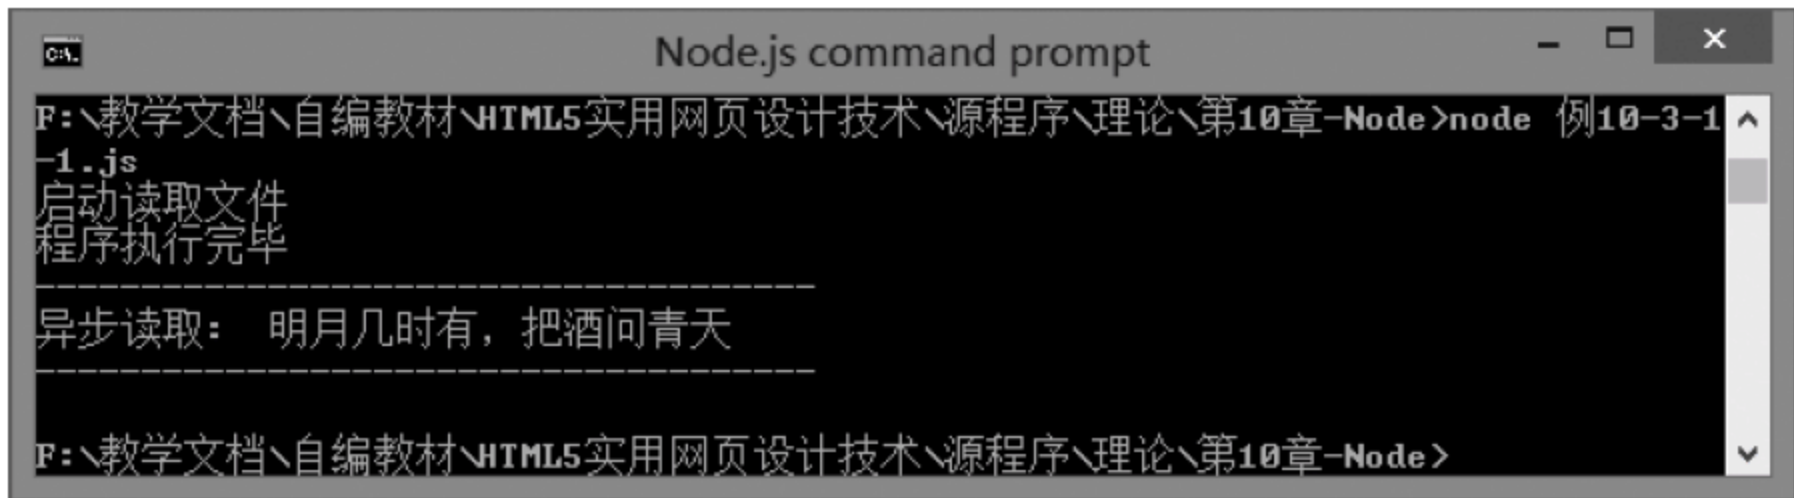 C:\.
Node.js command prompt
F:\教学文档\自编教材\HTML5实用网页设计技术\源程序\理论\第10章-Node>node 例10-3-1
-1.js
启动读取文件
程序执行完毕
-------------------------------------
异步读取： 明月几时有，把酒问青天
-------------------------------------
F:\教学文档\自编教材\HTML5实用网页设计技术\源程序\理论\第10章-Node>